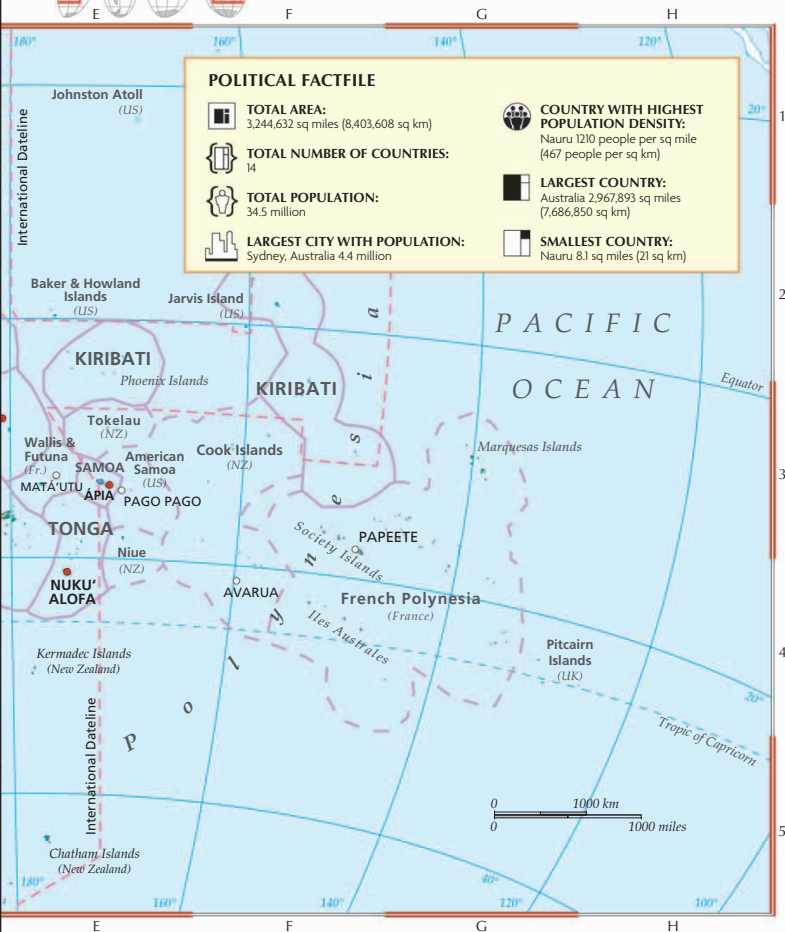 E
F
G
H
180°
160°
140°
120°
POLITICAL FACTFILE
TOTAL AREA:
3,244,632 sq miles (8,403,608 sq km)
TOTAL NUMBER OF COUNTRIES:
14
TOTAL POPULATION:
34.5 million
LARGEST CITY WITH POPULATION:
Sydney, Australia 4.4 million
COUNTRY WITH HIGHEST
POPULATION DENSITY:
Nauru 1210 people per sq mile
(467 people per sq km)
LARGEST COUNTRY:
Australia 2,967,893 sq miles
(7,686,850 sq km)
SMALLEST COUNTRY:
Nauru 8.1 sq miles (21 sq km)
Johnston Atoll
(US)
20°
1
International Dateline
Baker & Howland
Islands
(US)
Jarvis Island
(US)
2
PACIFIC
OCEAN
Equator
KIRIBATI
Phoenix Islands
KIRIBATI
Tokelau
(NZ)
Wallis &
Futuna
(Fr.)
MATÁ'UTU
SAMOA
ÁPIA
American
Samoa
(US)
PAGO PAGO
Cook Islands
(NZ)
Marquesas Islands
3
TONGA
Niue
(NZ)
NUKU'
ALOFA
AVARUA
Society Islands
PAPEETE
French Polynesia
(France)
Iles Australes
Polynesia
Pitcairn
Islands
(UK)
4
Kermadec Islands
(New Zealand)
20°
Tropic of Capricorn
International Dateline
0
1000 km
0
1000 miles
5
Chatham Islands
(New Zealand)
180°
160°
140°
40°
120°
100°
E
F
G
H